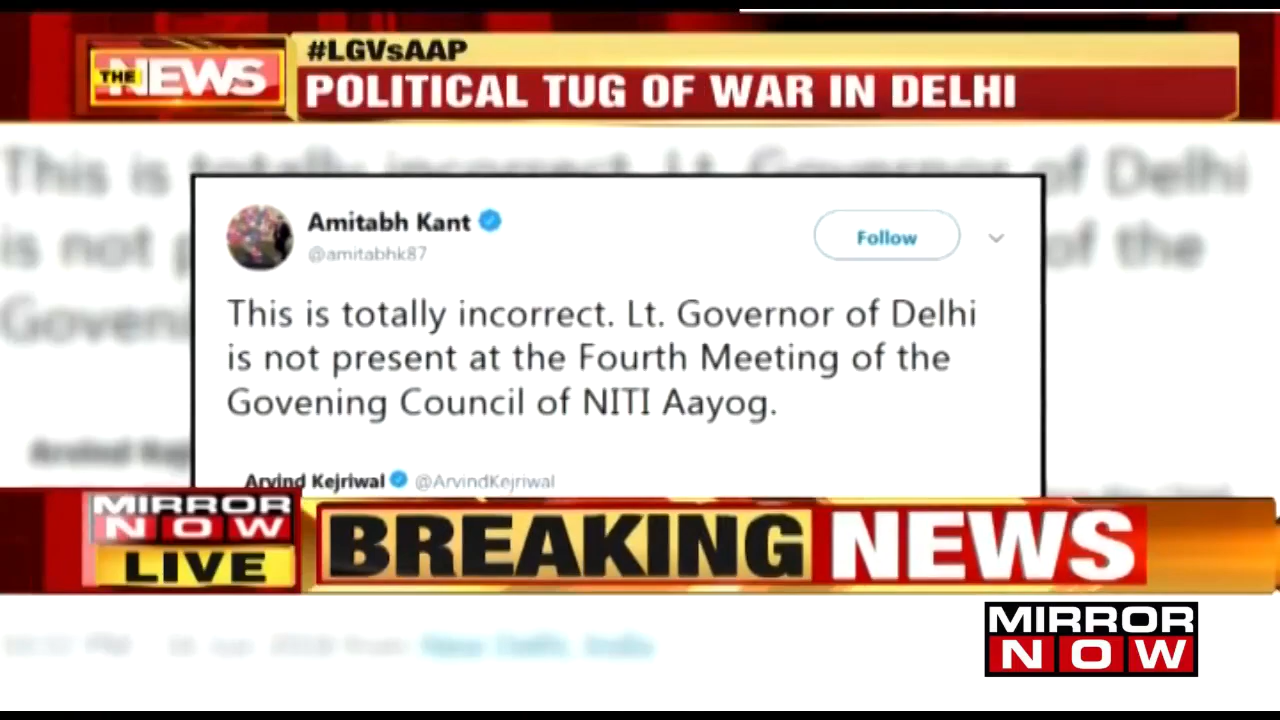 #LGVsAAP
THE NEWS
POLITICAL TUG OF WAR IN DELHI
Amitabh Kant
@amitabhk87
Follow
This is totally incorrect. Lt. Governor of Delhi
is not present at the Fourth Meeting of the
Govening Council of NITI Aayog.
Arvind Kejriwal @ArvindKejriwal
MIRROR
NOW
LIVE
BREAKING NEWS
MIRROR
NOW